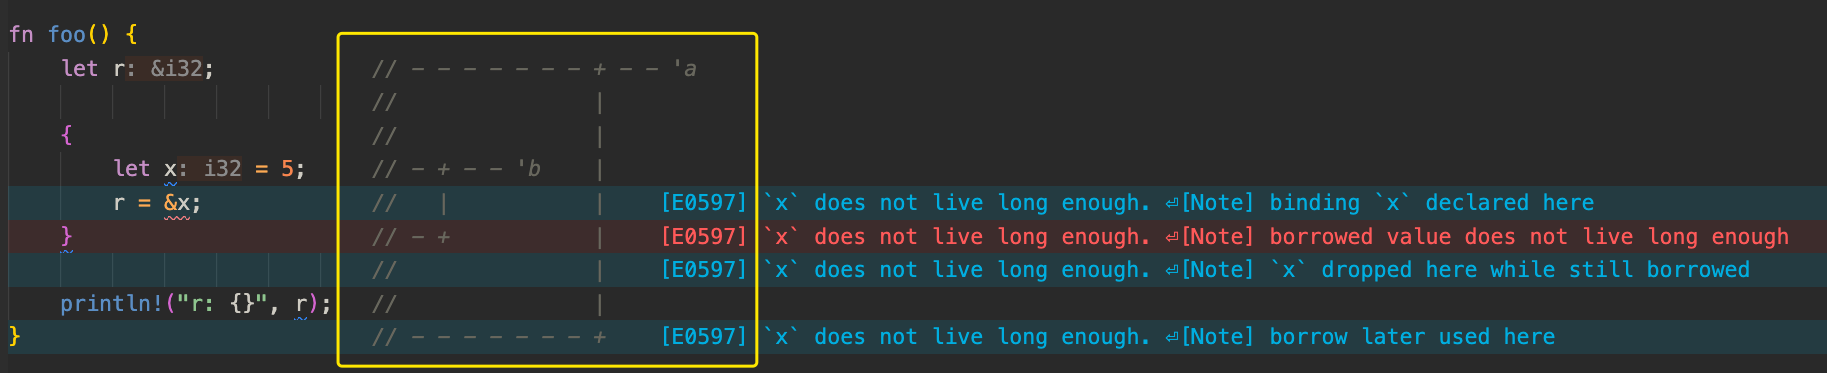 fn foo() {
    let r: &i32;            // - - - - - - - + - - 'a
                            //               |
    {                       //               |
        let x: i32 = 5;     // - + - - 'b    |
        r = &x;             //   |           |    [E0597] `x` does not live long enough. ⏎[Note] binding `x` declared here
    }                       // - +           |    [E0597] `x` does not live long enough. ⏎[Note] borrowed value does not live long enough
                            //               |    [E0597] `x` does not live long enough. ⏎[Note] `x` dropped here while still borrowed
    println!("r: {}", r);   //               |
}                           // - - - - - - - +    [E0597] `x` does not live long enough. ⏎[Note] borrow later used here